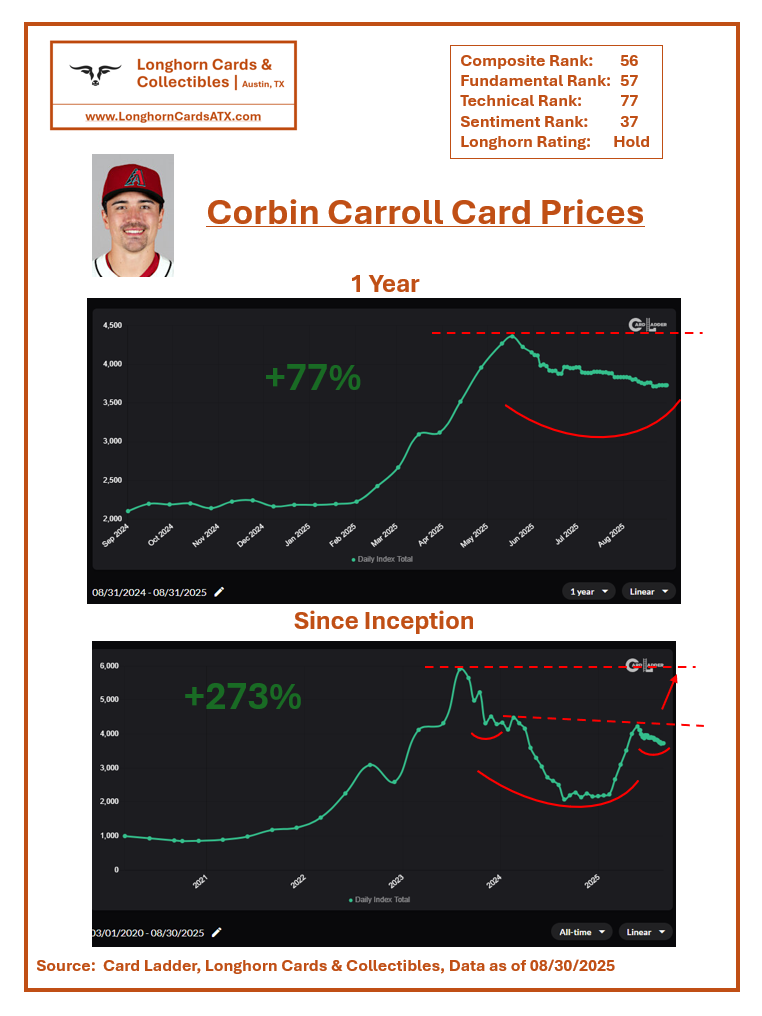 Longhorn Cards &
Collectibles | Austin, TX
www.LonghornCardsATX.com
Composite Rank: 56
Fundamental Rank: 57
Technical Rank: 77
Sentiment Rank: 37
Longhorn Rating: Hold
A
Corbin Carroll Card Prices
1 Year
CARD LADDER
4,500
4,000
3,500
3,000
2,500
2,000
+77%
Sep 2024
Oct 2024
Nov 2024
Dec 2024
Jan 2025
Feb 2025
Mar 2025
Apr 2025
May 2025
Jun 2025
Jul 2025
Aug 2025
Daily Index Total
08/31/2024 - 08/31/2025
1 year
Linear
Since Inception
CARD LADDER
6,000
5,000
4,000
3,000
2,000
1,000
0
+273%
2021
2022
2023
2024
2025
Daily Index Total
03/01/2020 - 08/30/2025
All-time
Linear
Source: Card Ladder, Longhorn Cards & Collectibles, Data as of 08/30/2025